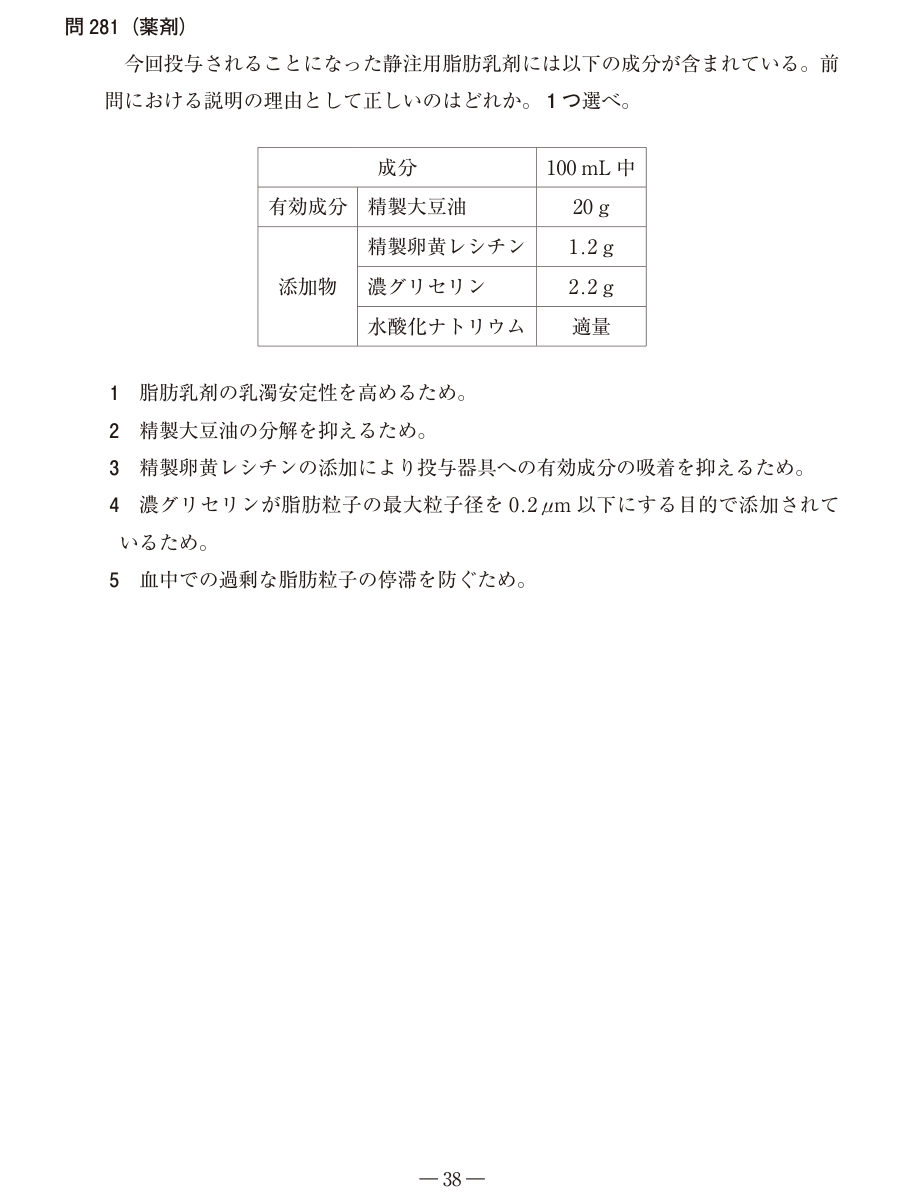 問 281（薬剤）
今回投与されることになった静注用脂肪乳剤には以下の成分が含まれている。前
問における説明の理由として正しいのはどれか。1つ選べ。
成分 100 mL 中
有効成分 精製大豆油 20 g
添加物 精製卵黄レシチン 1.2 g
濃グリセリン 2.2 g
水酸化ナトリウム 適量
1 脂肪乳剤の乳濁安定性を高めるため。
2 精製大豆油の分解を抑えるため。
3 精製卵黄レシチンの添加により投与器具への有効成分の吸着を抑えるため。
4 濃グリセリンが脂肪粒子の最大粒子径を 0.2 μm 以下にする目的で添加されて
いるため。
5 血中での過剰な脂肪粒子の停滞を防ぐため。
— 38 —